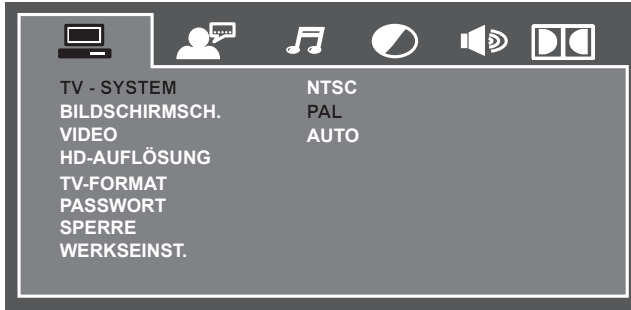 TV - SYSTEM NTSC
BILDSCHIRMSCH. PAL
VIDEO AUTO
HD-AUFLÖSUNG
TV-FORMAT
PASSWORT
SPERRE
WERKSEINST.